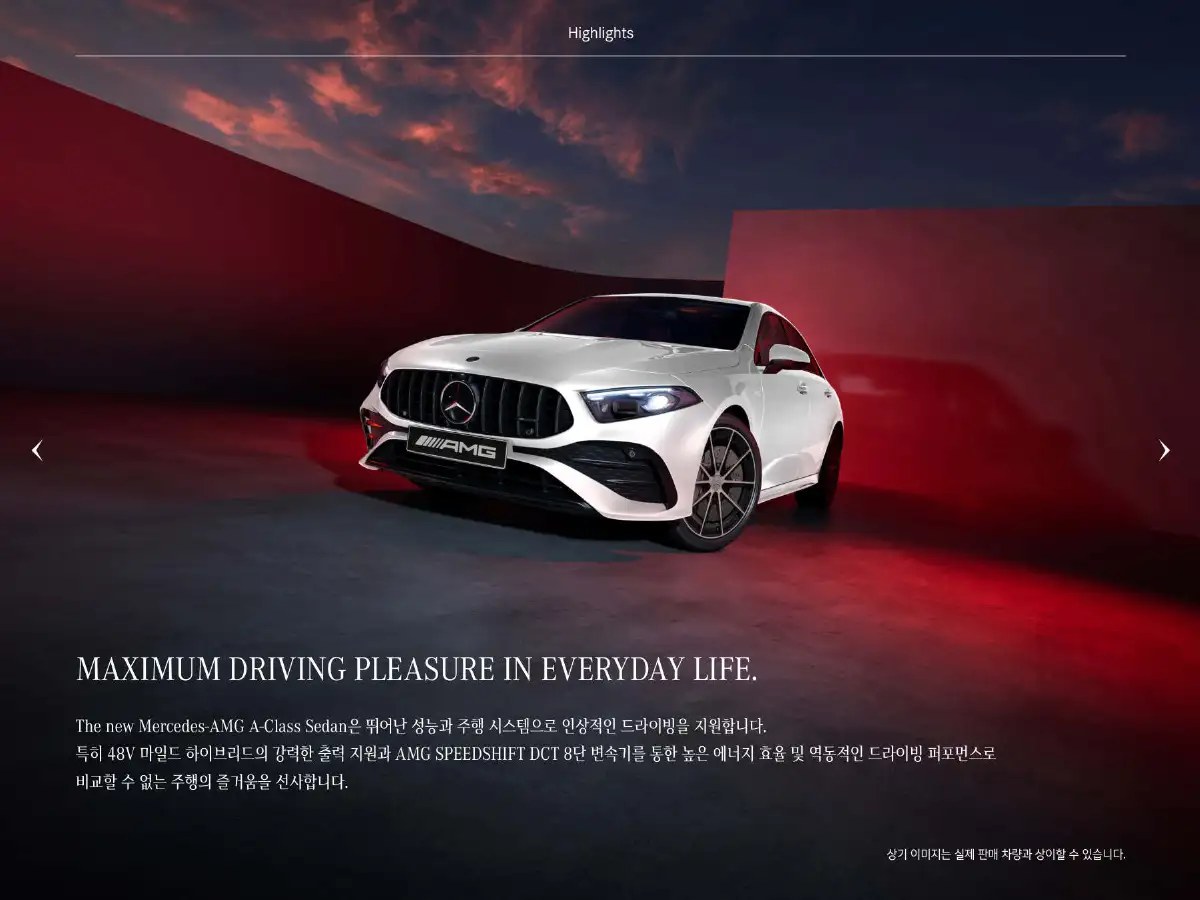 Highlights
AMG
MAXIMUM DRIVING PLEASURE IN EVERYDAY LIFE.
The new Mercedes-AMG A-Class Sedan은 뛰어난 성능과 주행 시스템으로 인상적인 드라이빙을 지원합니다.
특히 48V 마일드 하이브리드의 강력한 출력 지원과 AMG SPEEDSHIFT DCT 8단 변속기를 통한 높은 에너지 효율 및 역동적인 드라이빙 퍼포먼스로
비교할 수 없는 주행의 즐거움을 선사합니다.
상기 이미지는 실제 판매 차량과 상이할 수 있습니다.